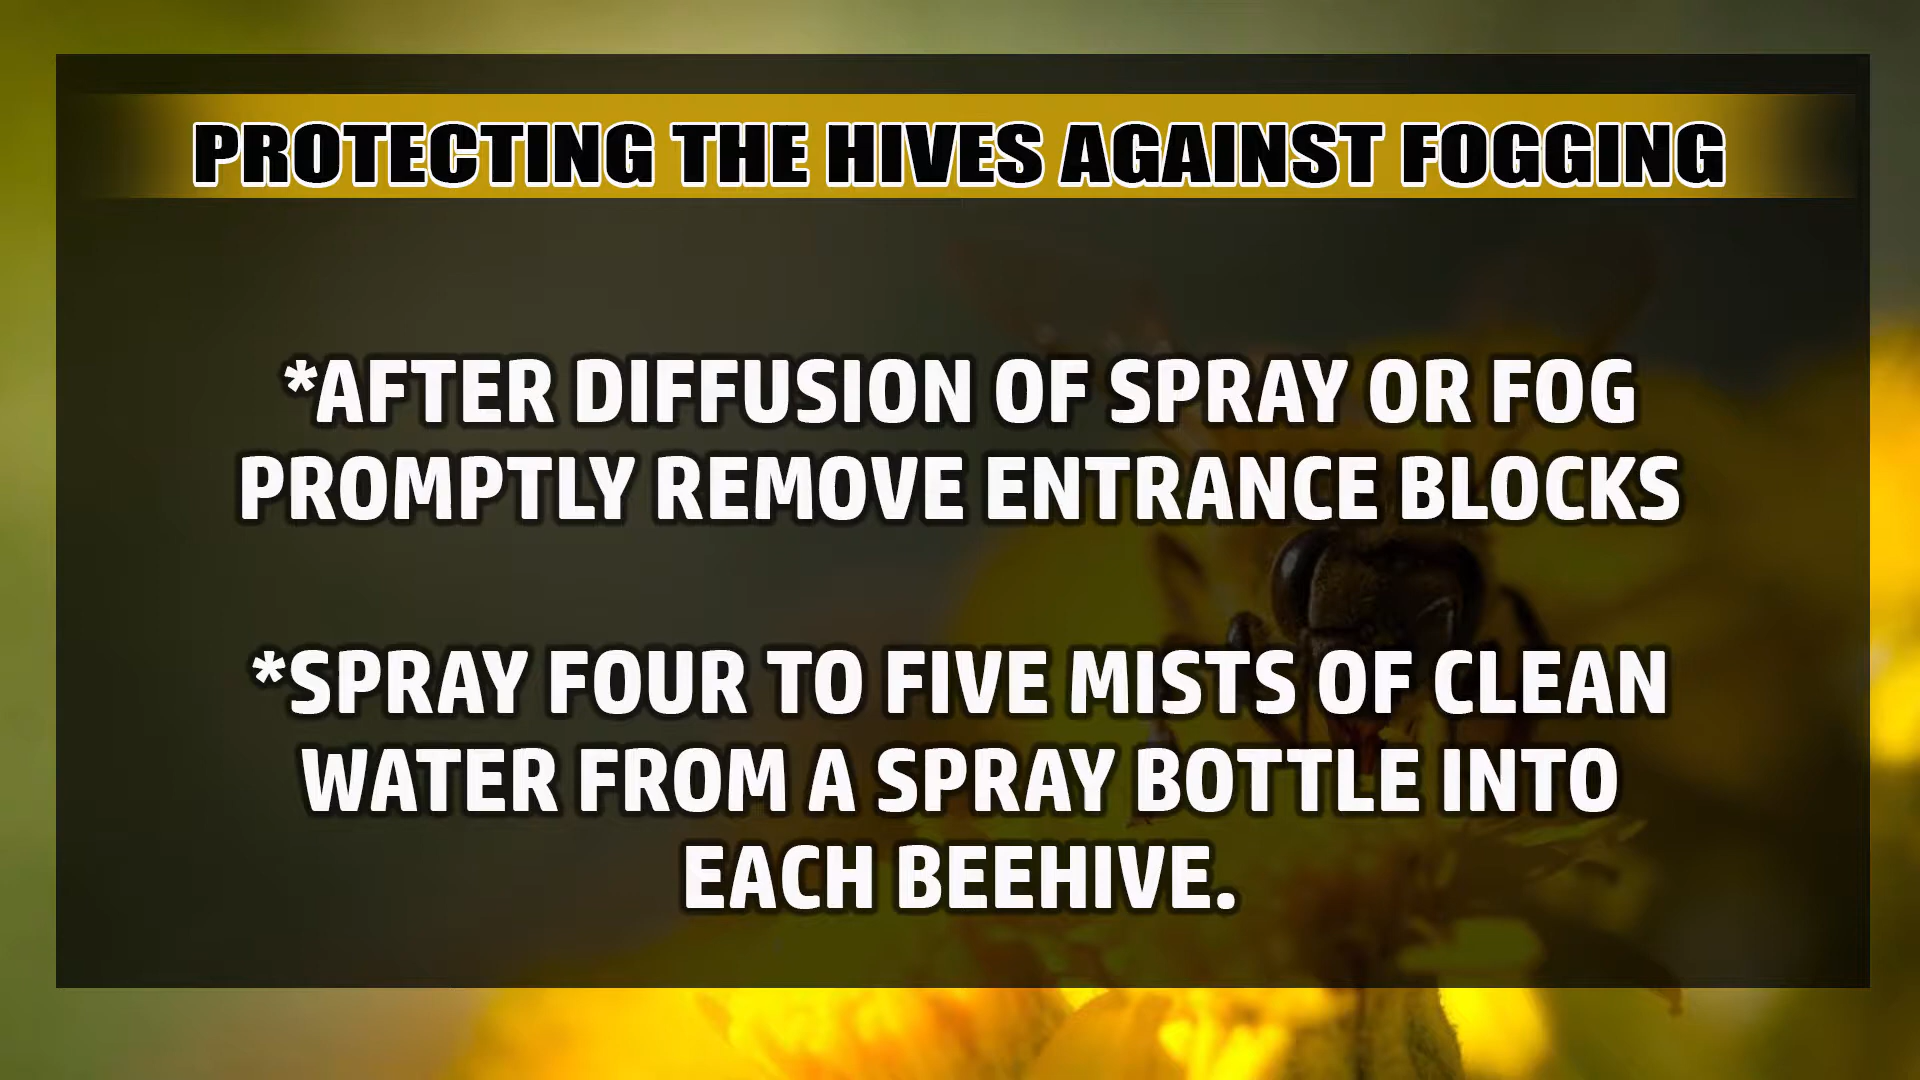 PROTECTING THE HIVES AGAINST FOGGING
*AFTER DIFFUSION OF SPRAY OR FOG
PROMPTLY REMOVE ENTRANCE BLOCKS
*SPRAY FOUR TO FIVE MISTS OF CLEAN
WATER FROM A SPRAY BOTTLE INTO
EACH BEEHIVE.